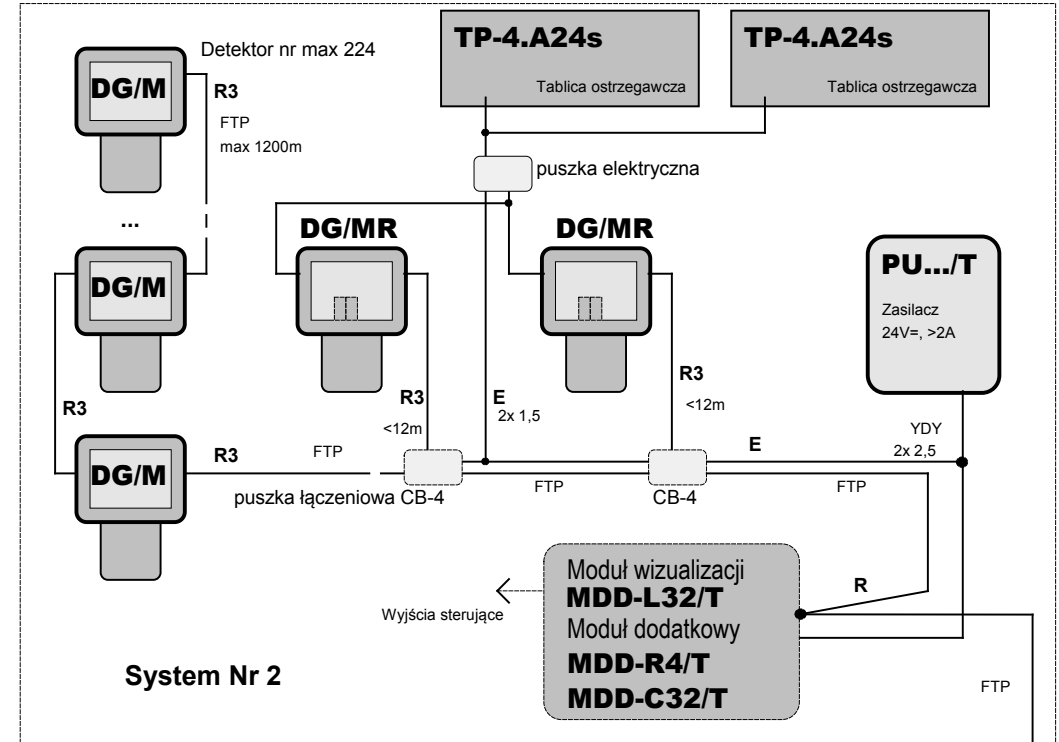 TP-4.A24s
Tablica ostrzegawcza
TP-4.A24s
Tablica ostrzegawcza
Detektor nr max 224
DG/M
R3
FTP
max 1200m
puszka elektryczna
...
DG/MR
DG/MR
DG/M
PU.../T
Zasilacz
24V=, >2A
R3
R3
<12m
E
2x 1,5
R3
<12m
YDY
2x 2,5
E
DG/M
R3
FTP
puszka łączeniowa CB-4
FTP
CB-4
FTP
Moduł wizualizacji
MDD-L32/T
Moduł dodatkowy
MDD-R4/T
MDD-C32/T
R
Wyjścia sterujące
System Nr 2
FTP